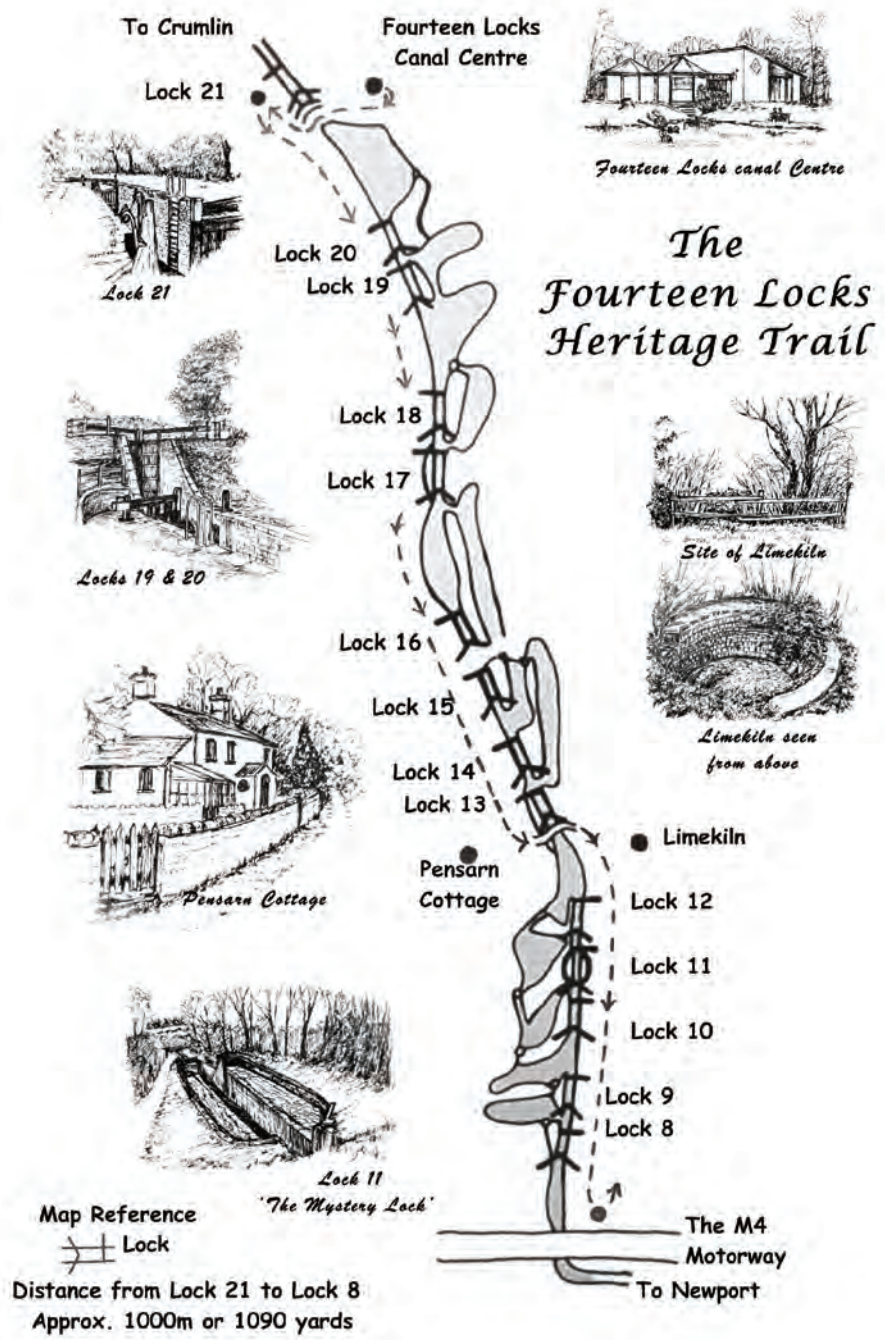 To Crumlin
Fourteen Locks
Canal Centre
Lock 21
Fourteen Locks canal Centre
Lock 21
The
Fourteen Locks
Heritage Trail
Lock 20
Lock 19
Lock 18
Lock 17
Locks 19 & 20
Site of Limekiln
Lock 16
Limekiln seen
from above
Lock 15
Lock 14
Lock 13
Limekiln
Pensarn
Cottage
Pensarn Cottage
Lock 12
Lock 11
Lock 10
Lock 9
Lock 8
Lock 11
'The Mystery Lock'
Map Reference
Lock
The M4
Motorway
To Newport
Distance from Lock 21 to Lock 8
Approx. 1000m or 1090 yards